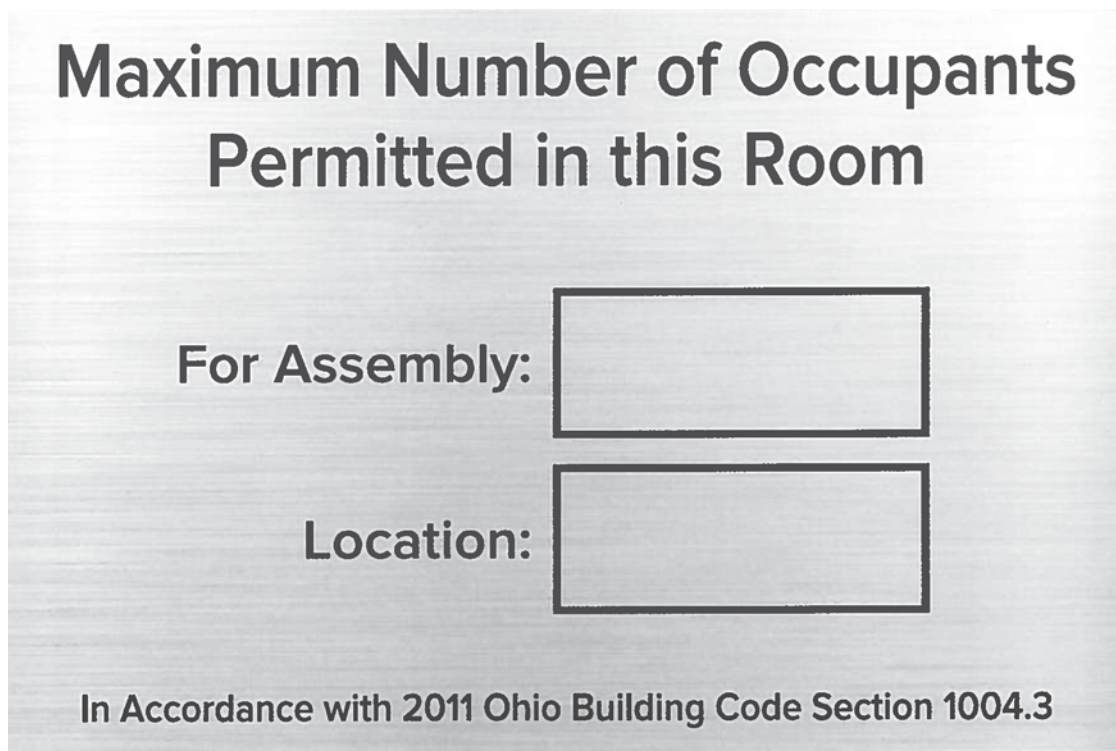 Maximum Number of Occupants
Permitted in this Room
For Assembly:
Location:
In Accordance with 2011 Ohio Building Code Section 1004.3